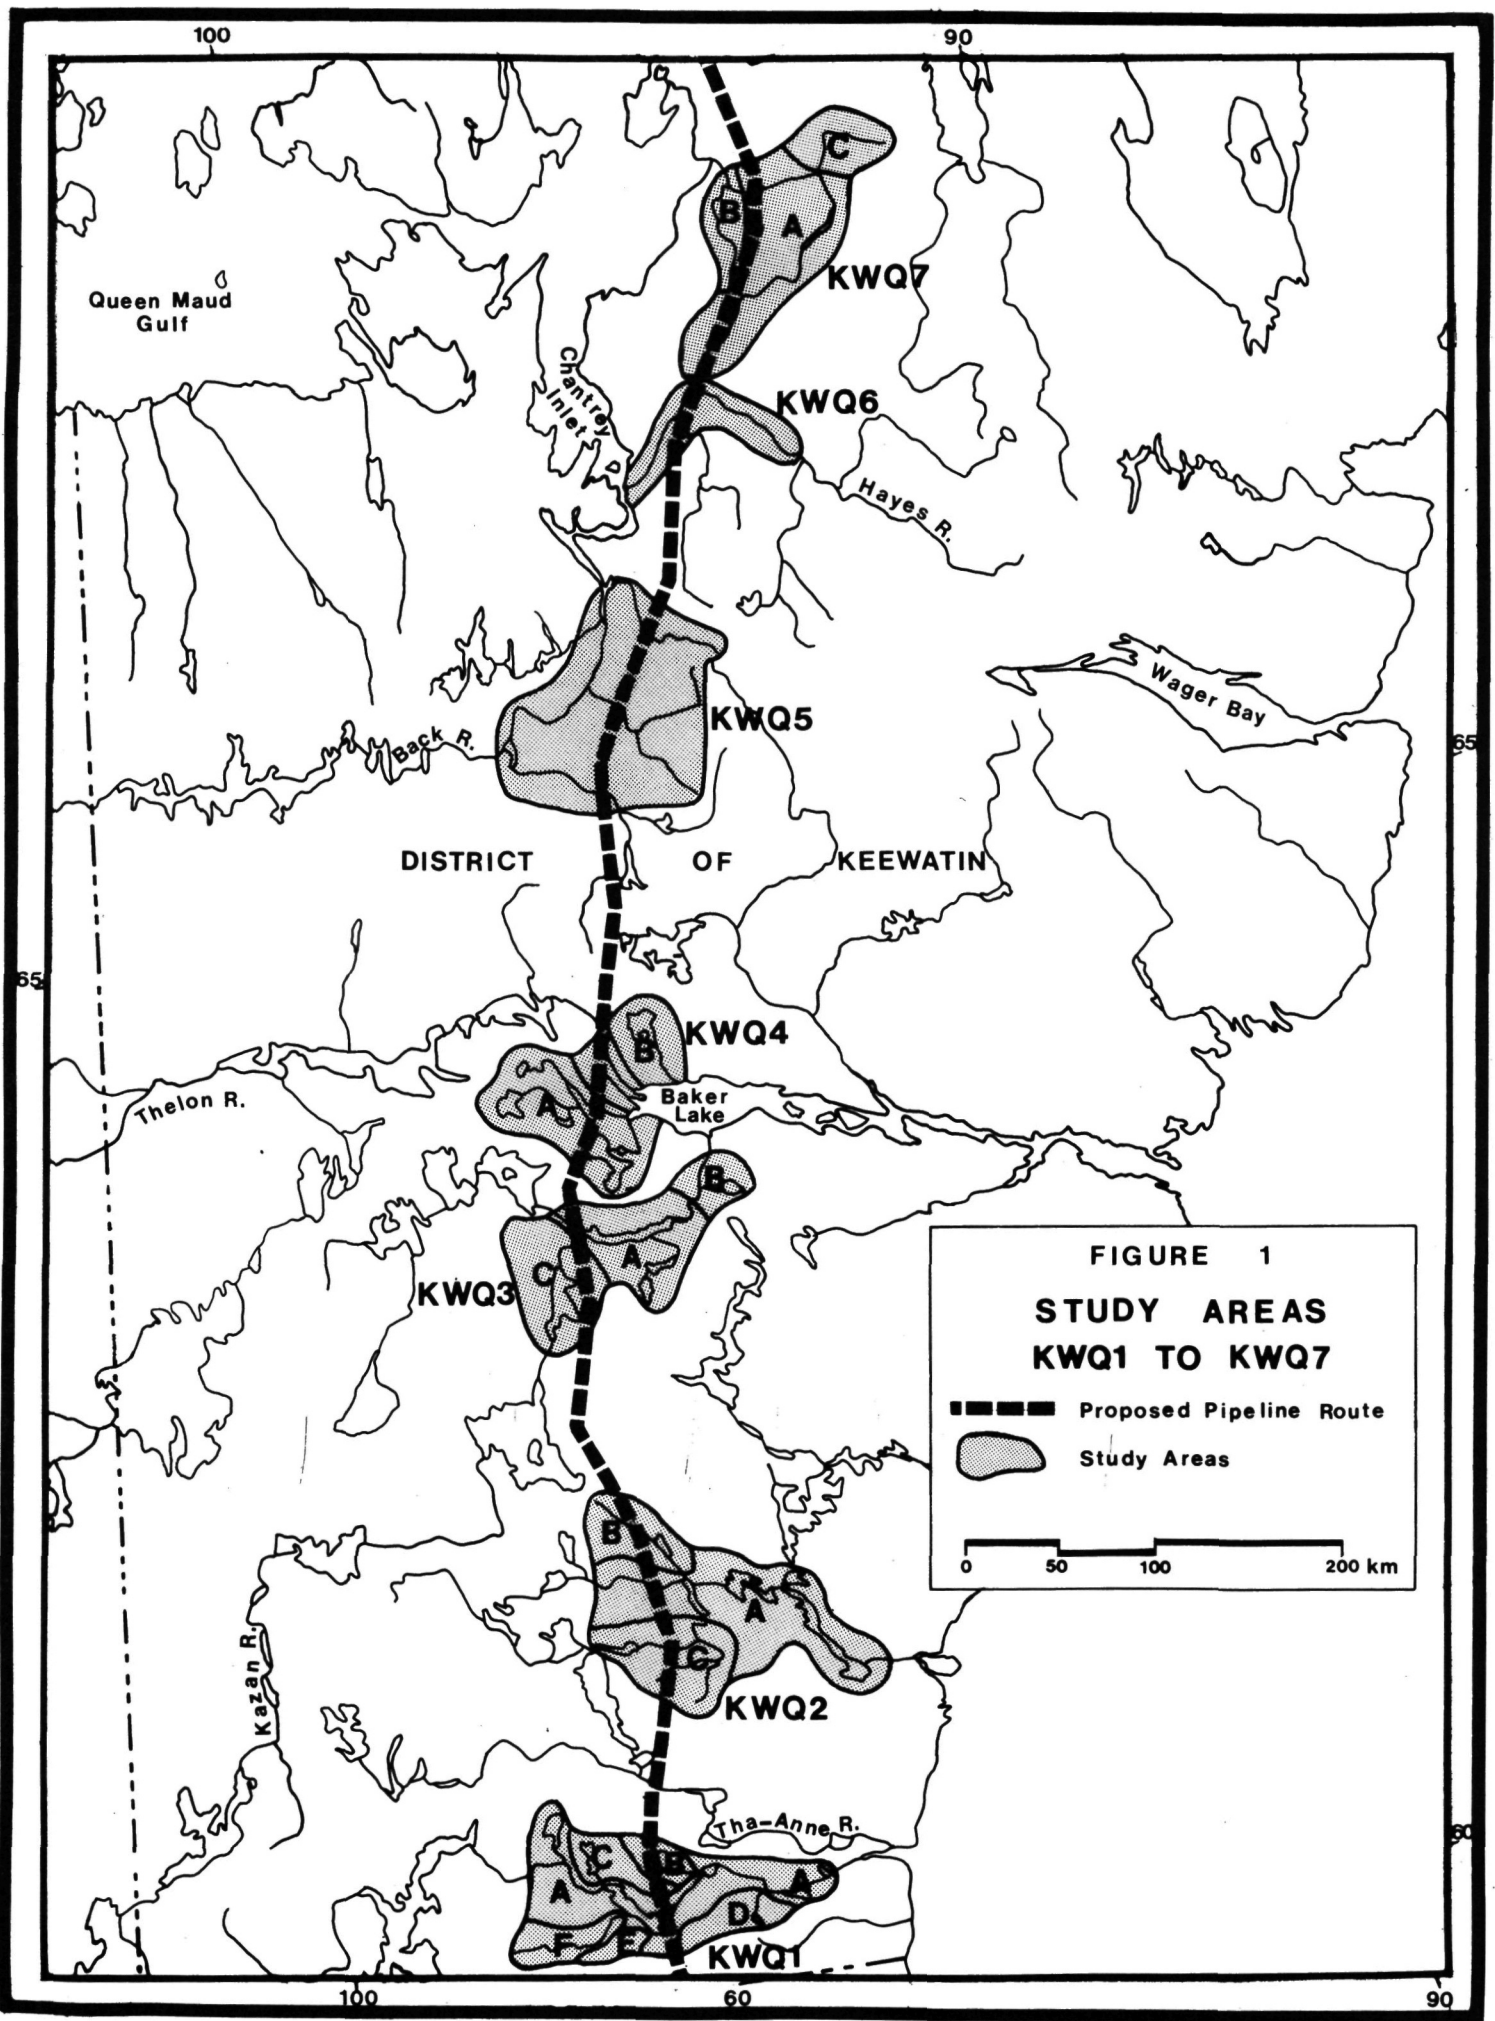 100
90
C
B
A
KWQ7
Queen Maud
Gulf
Chantrey
Inlet
KWQ6
Hayes R.
Wager Bay
KWQ5
65
Back R.
DISTRICT OF KEEWATIN
65
KWQ4
B
Baker
Lake
A
Thelon R.
B
A
C
KWQ3
FIGURE 1
STUDY AREAS
KWQ1 TO KWQ7
Proposed Pipeline Route
Study Areas
0 50 100 200 km
B
A
C
KWQ2
Kazan R.
Tha-Anne R.
60
C
B
A
A
D
F
E
KWQ1
100
60
90